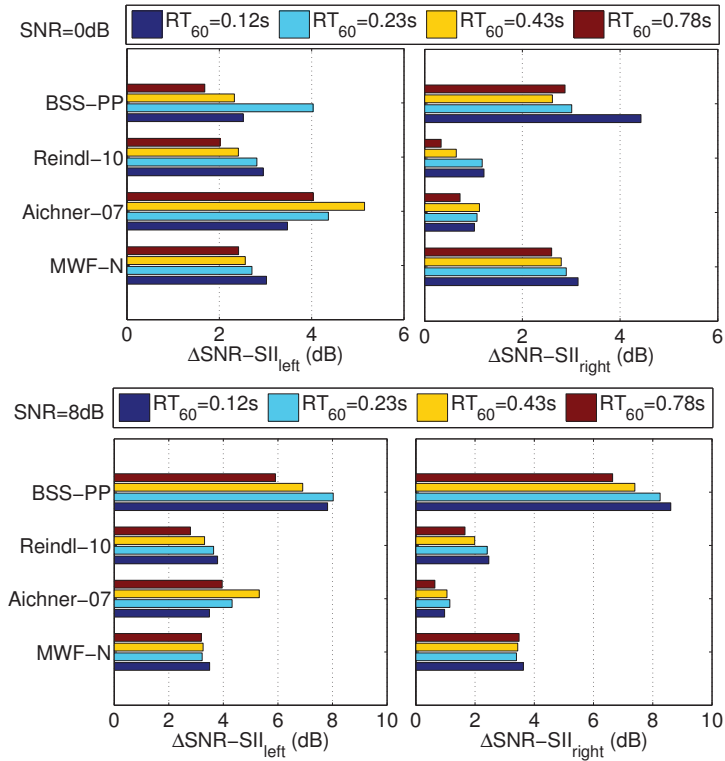 SNR=0dB
RT60=0.12s RT60=0.23s RT60=0.43s RT60=0.78s
BSS−PP
Reindl−10
Aichner−07
MWF−N
0 2 4 6
0 2 4 6
ΔSNR−SIIleft (dB)
ΔSNR−SIIright (dB)
SNR=8dB
RT60=0.12s RT60=0.23s RT60=0.43s RT60=0.78s
BSS−PP
Reindl−10
Aichner−07
MWF−N
0 2 4 6 8 10
0 2 4 6 8 10
ΔSNR−SIIleft (dB)
ΔSNR−SIIright (dB)